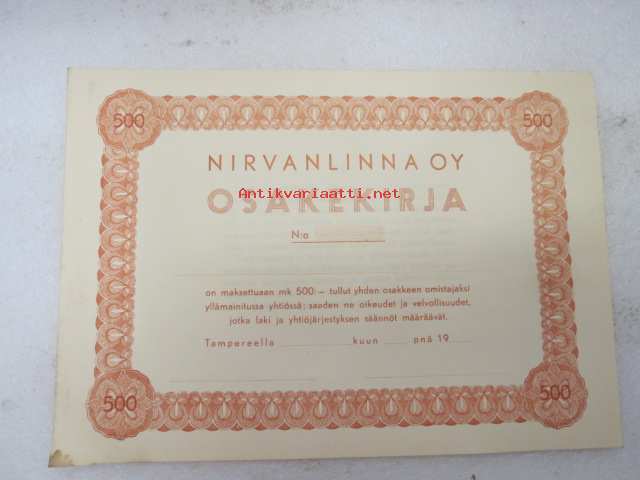 500 500
NIRVANLINNA OY
Antikvariaatti.net
OSAKEKIRJA
N:o
on maksettuaan mk 500:— tullut yhden osakkeen omistajaksi
yllämainitussa yhtiössä; saaden ne oikeudet ja velvollisuudet,
jotka laki ja yhtiöjärjestyksen säännöt määräävät.
Tampereella kuun pnä 19
500 500